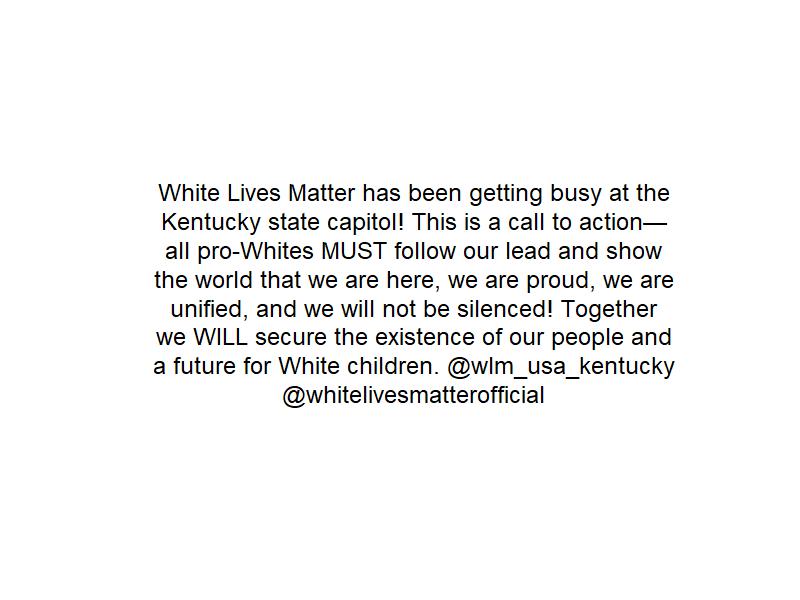 White Lives Matter has been getting busy at the
Kentucky state capitol! This is a call to action—
all pro-Whites MUST follow our lead and show
the world that we are here, we are proud, we are
unified, and we will not be silenced! Together
we WILL secure the existence of our people and
a future for White children. @wlm_usa_kentucky
@whitelivesmatterofficial